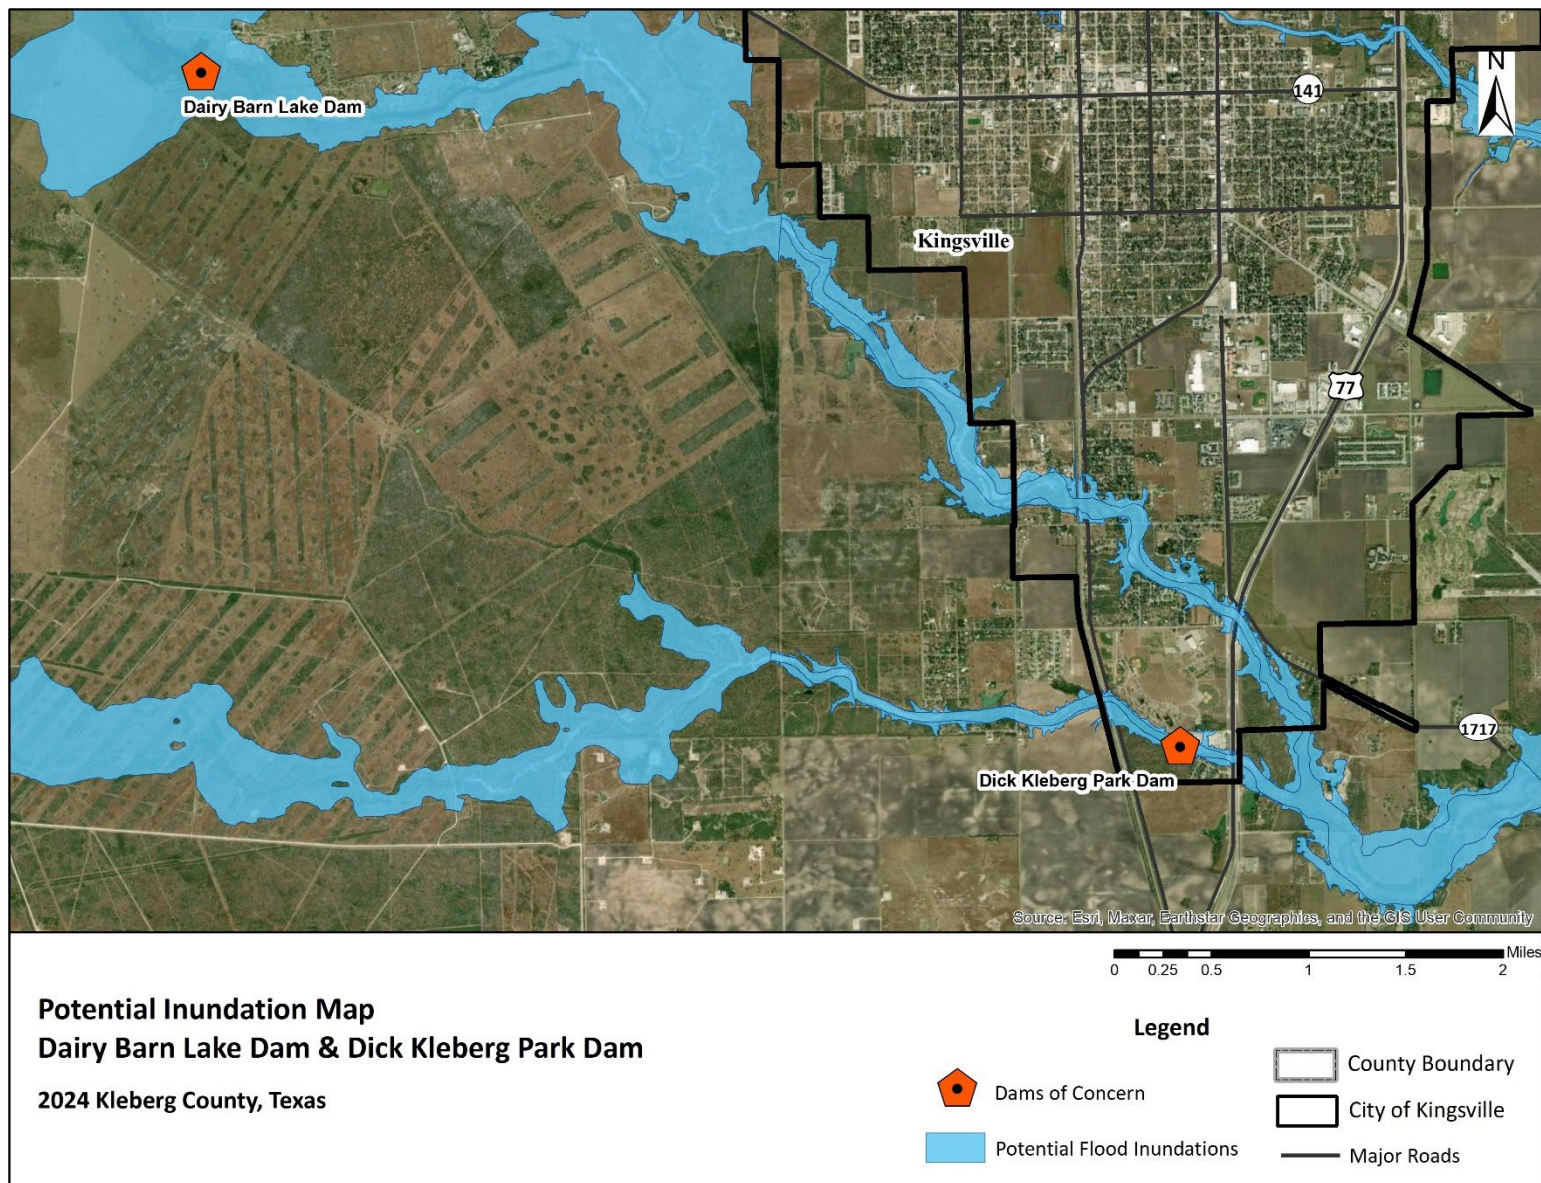 N
141
Dairy Barn Lake Dam
Kingsville
77
1717
Dick Kleberg Park Dam
Source: Esri, Maxar, Earthstar Geographics, and the GIS User Community
Miles
0 0.25 0.5 1 1.5 2
Potential Inundation Map
Dairy Barn Lake Dam & Dick Kleberg Park Dam
2024 Kleberg County, Texas
Legend
Dams of Concern
Potential Flood Inundations
County Boundary
City of Kingsville
Major Roads